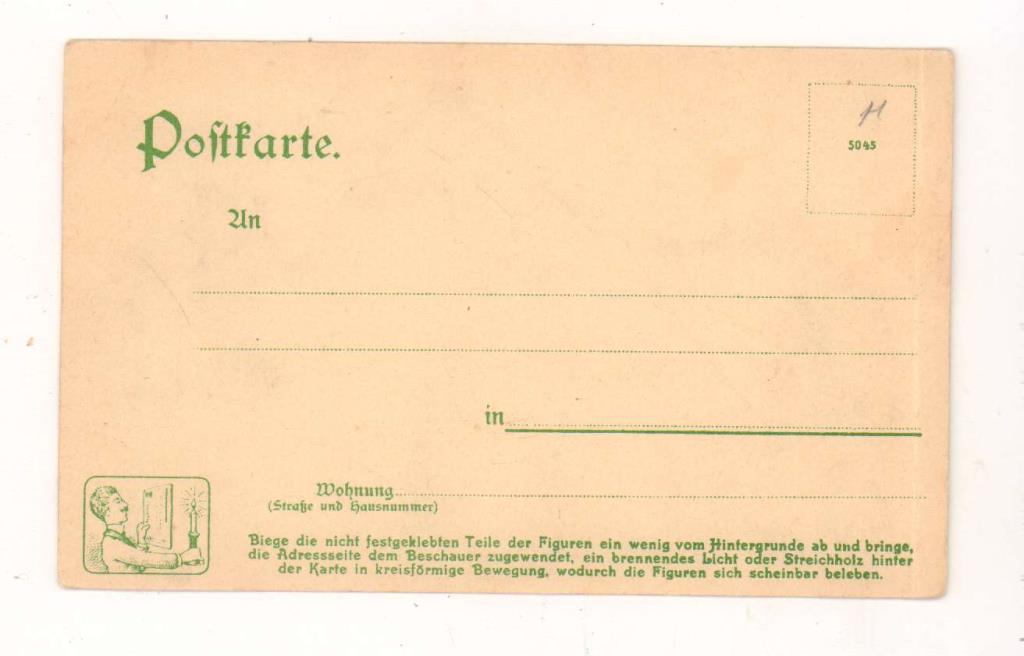 Poſtkarte.
5045
An
in
Wohnung
(Straße und Hausnummer)
Biege die nicht festgeklebten Teile der Figuren ein wenig vom Hintergrunde ab und bringe,
die Adressseite dem Beschauer zugewendet, ein brennendes Licht oder Streichholz hinter
der Karte in kreisförmige Bewegung, wodurch die Figuren sich scheinbar beleben.